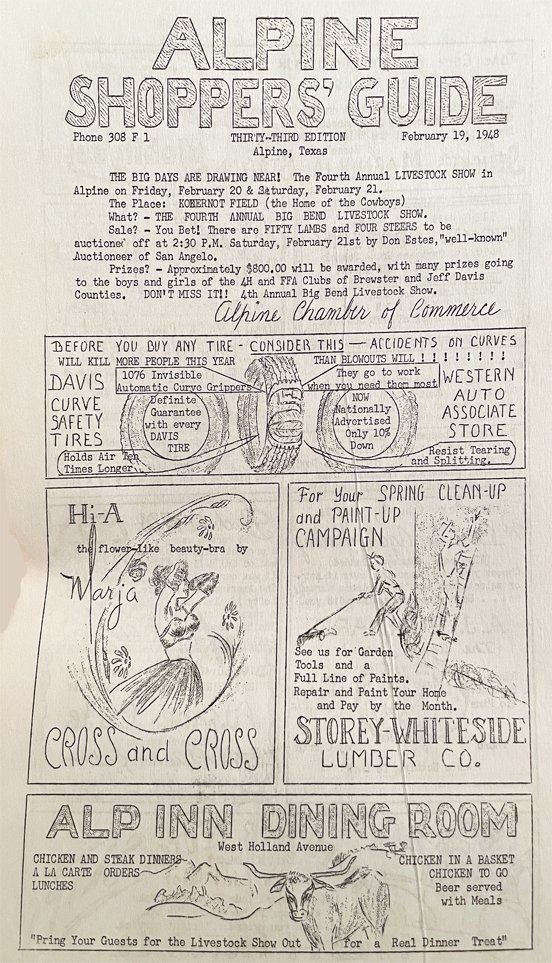 ALPINE
SHOPPERS' GUIDE
Phone 308 F 1 THIRTY-THIRD EDITION February 19, 1948
Alpine, Texas
THE BIG DAYS ARE DRAWING NEAR! The Fourth Annual LIVESTOCK SHOW in
Alpine on Friday, February 20 & Saturday, February 21.
The Place: KOKERNOT FIELD (the Home of the Cowboys)
What? - THE FOURTH ANNUAL BIG BEND LIVESTOCK SHOW.
Sale? - You Bet! There are FIFTY LAMBS and FOUR STEERS to be
auctioned off at 2:30 P.M. Saturday, February 21st by Don Estes,"well-known"
Auctioneer of San Angelo.
Prizes? - Approximately $800.00 will be awarded, with many prizes going
to the boys and girls of the 4H and FFA Clubs of Brewster and Jeff Davis
Counties. DON'T MISS IT!! 4th Annual Big Bend Livestock Show.
Alpine Chamber of Commerce
BEFORE YOU BUY ANY TIRE - CONSIDER THIS - ACCIDENTS ON CURVES
WILL KILL MORE PEOPLE THIS YEAR THAN BLOWOUTS WILL !!!!!!!!!
DAVIS
CURVE
SAFETY
TIRES
1076 Invisible
Automatic Curve Grippers
Definite
Guarantee
with every
DAVIS
TIRE
Holds Air Ten
Times Longer
They go to work
when you need them most
NOW
Nationally
Advertised
Only 10%
Down
WESTERN
AUTO
ASSOCIATE
STORE
Resist Tearing
and Splitting.
Hi-A
the flower-like beauty-bra by
Marja
CROSS and CROSS
For Your SPRING CLEAN-UP
and PAINT-UP
CAMPAIGN
See us for Garden
Tools and a
Full Line of Paints.
Repair and Paint Your Home
and Pay by the Month.
STOREY-WHITESIDE
LUMBER CO.
ALP INN DINING ROOM
West Holland Avenue
CHICKEN AND STEAK DINNERS
A LA CARTE ORDERS
LUNCHES
CHICKEN IN A BASKET
CHICKEN TO GO
Beer served
with Meals
"Pring Your Guests for the Livestock Show Out for a Real Dinner Treat"